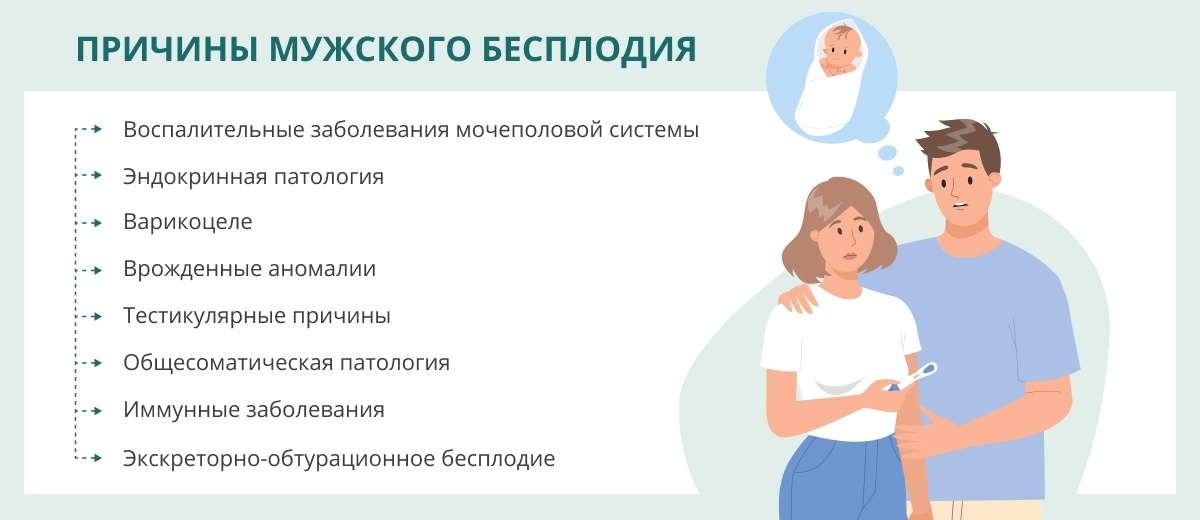 ПРИЧИНЫ МУЖСКОГО БЕСПЛОДИЯ
Воспалительные заболевания мочеполовой системы
Эндокринная патология
Варикоцеле
Врожденные аномалии
Тестикулярные причины
Общесоматическая патология
Иммунные заболевания
Экскреторно-обтурационное бесплодие